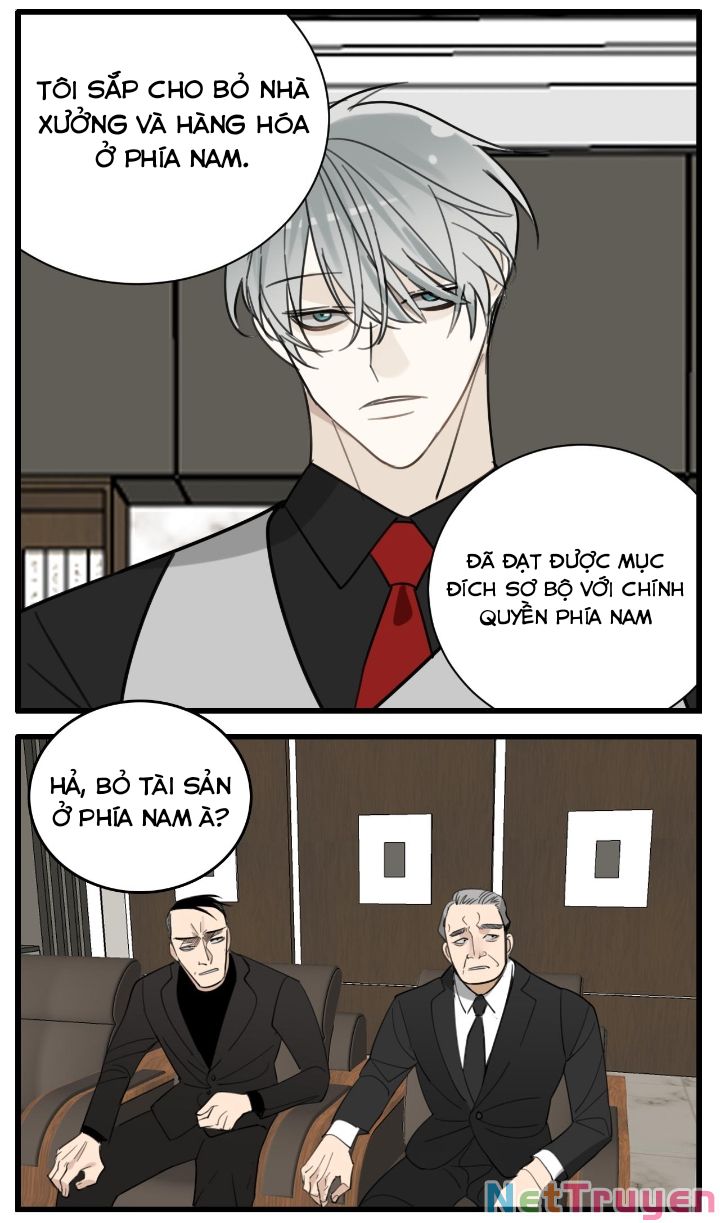 TÔI SẮP CHO BỎ NHÀ
XƯỞNG VÀ HÀNG HÓA
Ở PHÍA NAM.
ĐÃ ĐẠT ĐƯỢC MỤC
ĐÍCH SƠ BỘ VỚI CHÍNH
QUYỀN PHÍA NAM
HẢ, BỎ TÀI SẢN
Ở PHÍA NAM À?
NetTruyen